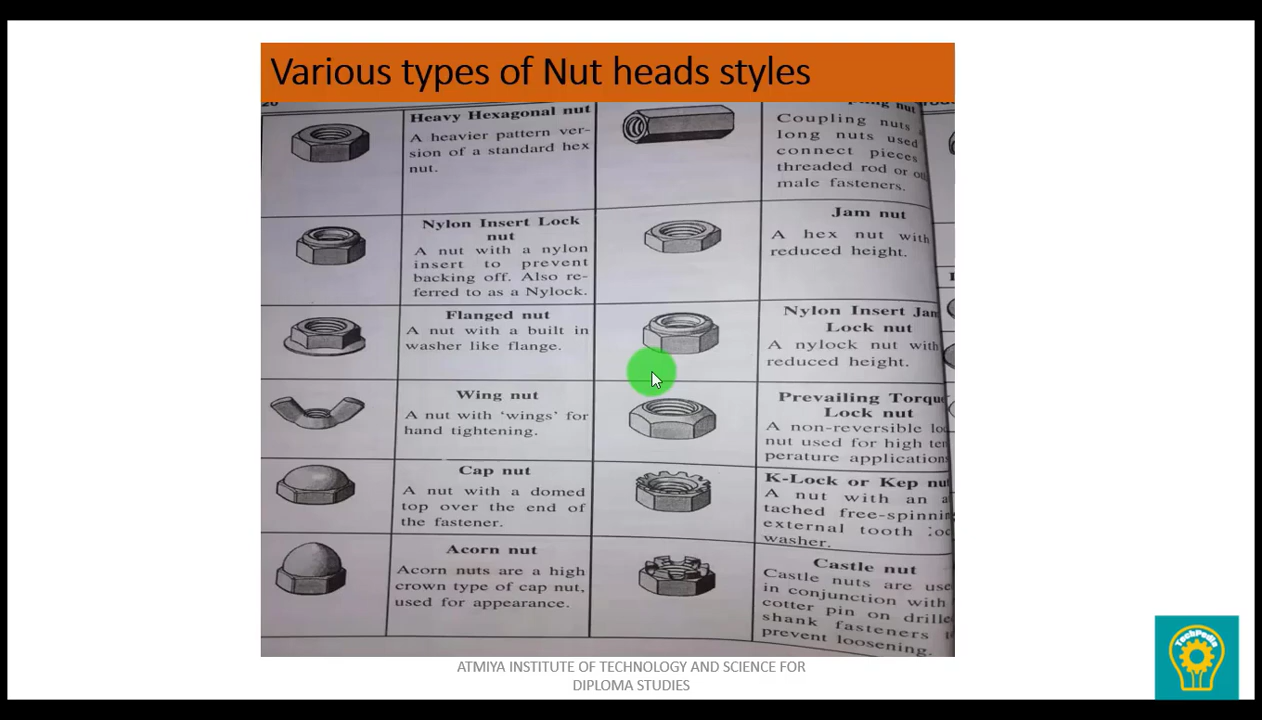 Various types of Nut heads styles
20
Heavy Hexagonal nut
A heavier pattern ver-
sion of a standard hex
nut.
nut
Coupling nuts
long nuts used
connect pieces
threaded rod or
male fasteners.
Nylon Insert Lock
nut
A nut with a nylon
insert to prevent
backing off. Also re-
ferred to as a Nylock.
Jam nut
A hex nut with
reduced height.
Flanged nut
A nut with a built in
washer like flange.
Nylon Insert Jam
Lock nut
A nylock nut with
reduced height.
Wing nut
A nut with 'wings' for
hand tightening.
Prevailing Torque
Lock nut
A non-reversible
nut used for high
perature
Cap nut
A nut with a domed
top over the end of
the fastener.
K-Lock or Kep nut
A nut with an
tached free-spinnin
external tooth
washer.
Acorn nut
Acorn nuts are a high
crown type of cap nut,
used for appearance.
Castle nut
Castle nuts are use
in conjunction with
cotter pin on drille
shank fasteners
prevent loosening.
ATMIYA INSTITUTE OF TECHNOLOGY AND SCIENCE FOR
DIPLOMA STUDIES
TechPedia